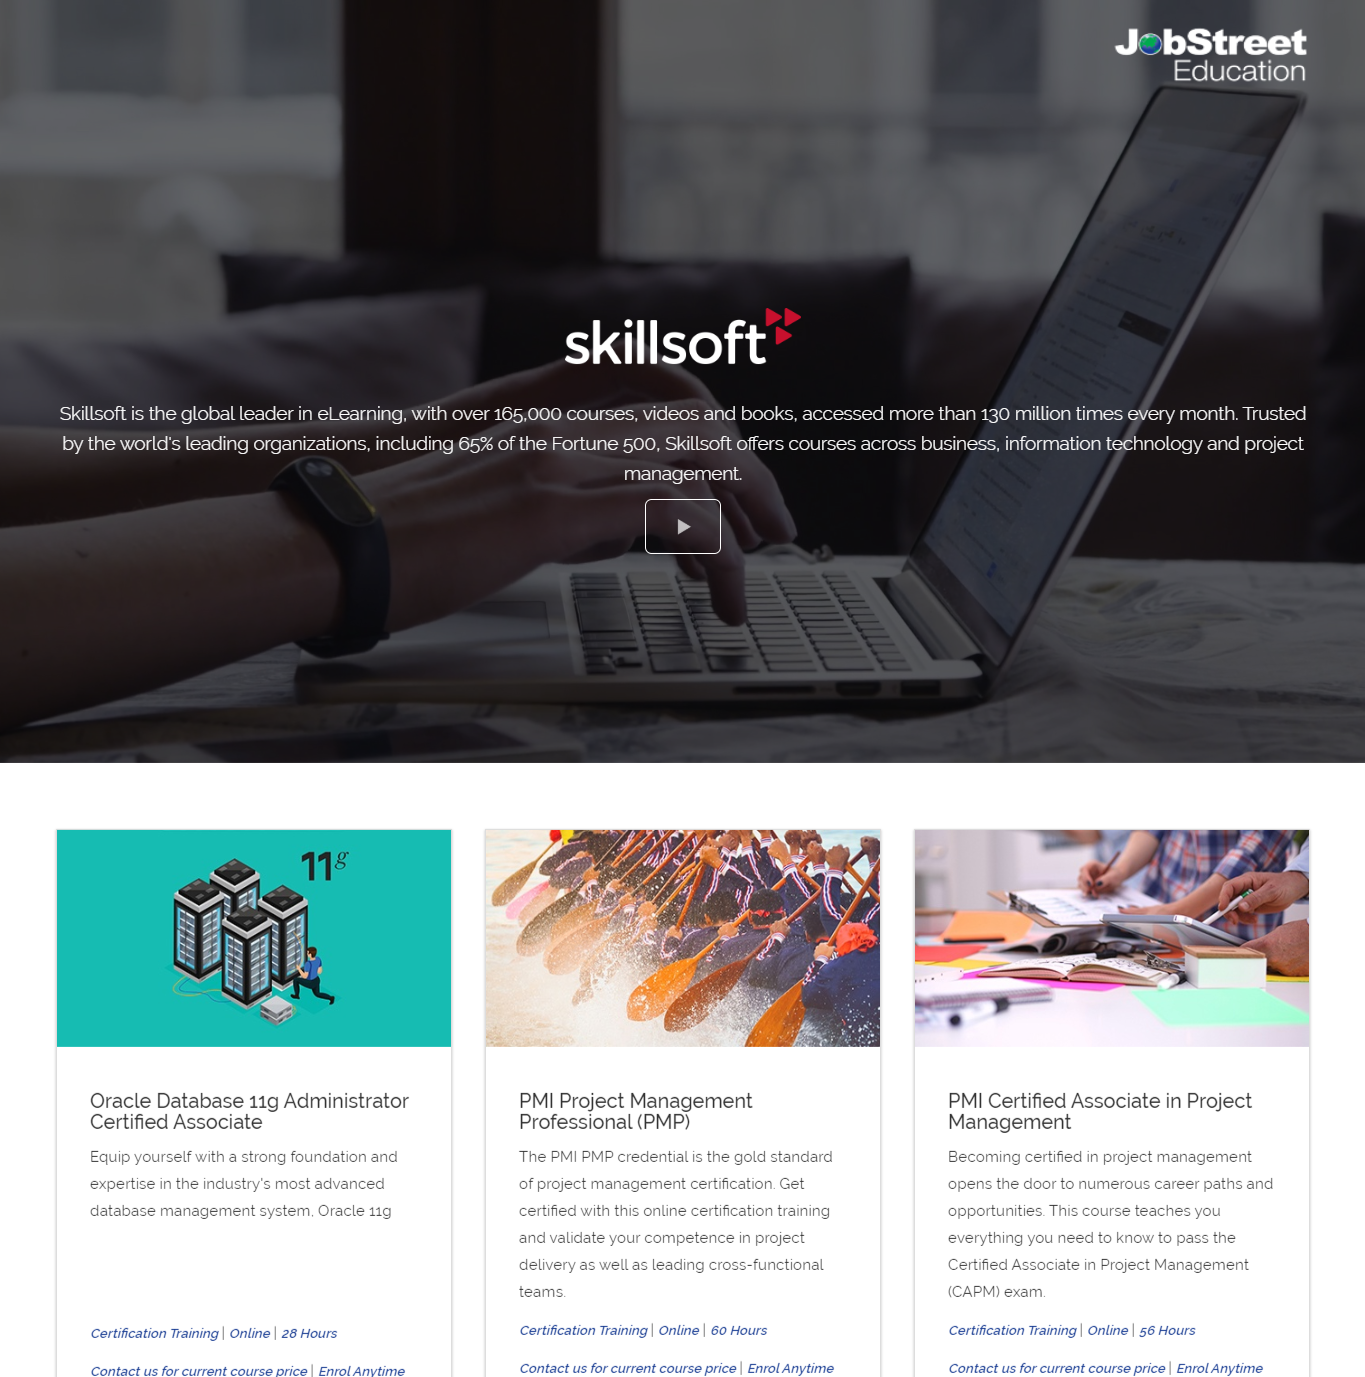 JobStreet
Education
skillsoft
Skillsoft is the global leader in eLearning, with over 165,000 courses, videos and books, accessed more than 130 million times every month. Trusted
by the world's leading organizations, including 65% of the Fortune 500, Skillsoft offers courses across business, information technology and project
management.
11g
Oracle Database 11g Administrator
Certified Associate
Equip yourself with a strong foundation and
expertise in the industry's most advanced
database management system, Oracle 11g
Certification Training | Online | 28 Hours
Contact us for current course price | Enrol Anytime
PMI Project Management
Professional (PMP)
The PMI PMP credential is the gold standard
of project management certification. Get
certified with this online certification training
and validate your competence in project
delivery as well as leading cross-functional
teams.
Certification Training | Online | 60 Hours
Contact us for current course price | Enrol Anytime
PMI Certified Associate in Project
Management
Becoming certified in project management
opens the door to numerous career paths and
opportunities. This course teaches you
everything you need to know to pass the
Certified Associate in Project Management
(CAPM) exam.
Certification Training | Online | 56 Hours
Contact us for current course price | Enrol Anytime